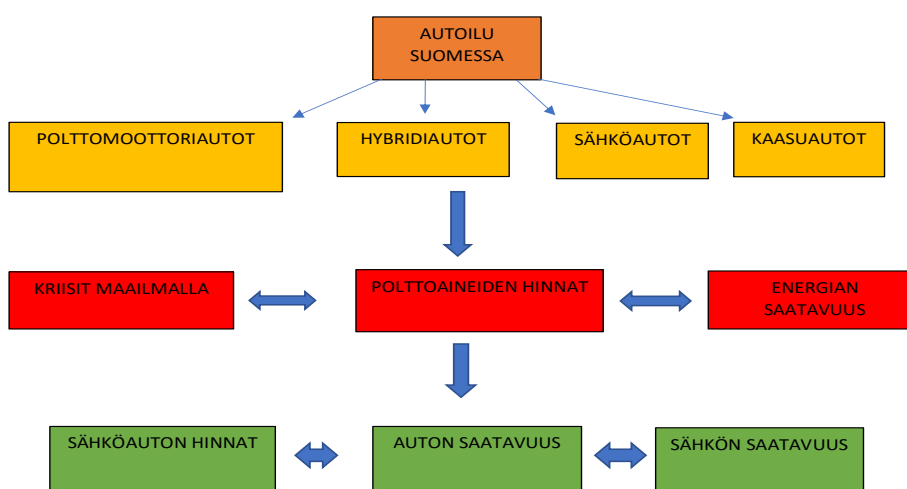 AUTOILU
SUOMESSA
POLTTOMOOTTORIAUTOT
HYBRIDIAUTOT
SÄHKÖAUTOT
KAASUAUTOT
KRIISIT MAAILMALLA
POLTTOAINEIDEN HINNAT
ENERGIAN
SAATAVUUS
SÄHKÖAUTON HINNAT
AUTON SAATAVUUS
SÄHKÖN SAATAVUUS